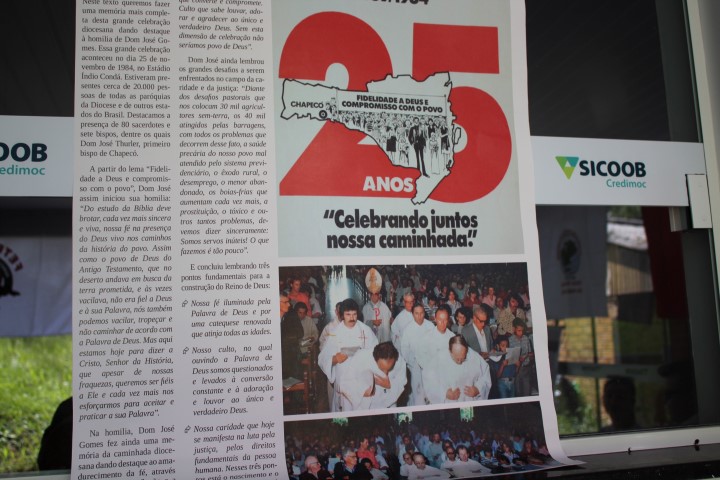 Neste texto queremos fazer
uma memória mais comple-
ta desta grande celebração
diocesana dando destaque
à homilia de Dom José Go-
mes. Essa grande celebração
aconteceu no dia 25 de no-
vembro de 1984, no Estádio
Índio Condá. Estiveram pre-
sentes cerca de 20.000 pes-
soas de todas as paróquias
da Diocese e de outros esta-
dos do Brasil. Destacamos a
presença de 80 sacerdotes e
sete bispos, dentre os quais
Dom José Thurler, primeiro
bispo de Chapecó.
A partir do lema “Fideli-
dade a Deus e compromis-
so com o povo”, Dom José
assim iniciou sua homilia:
“Do estudo da Bíblia deve
brotar, cada vez mais sincera
e viva, nossa fé na presença
do Deus vivo nos caminhos
da história do povo. Assim
como o povo de Deus do
Antigo Testamento, que no
deserto andava em busca da
terra prometida, e às vezes
vacilava, não era fiel a Deus
e à sua Palavra, nós também
podemos vacilar, tropeçar e
não caminhar de acordo com
a Palavra de Deus. Mas aqui
estamos hoje para dizer a
Cristo, Senhor da História,
que apesar de nossas
fraquezas, queremos ser fiéis
a Ele e cada vez mais nos
esforçarmos para aceitar e
praticar a sua Palavra”.
Na homilia, Dom José
Gomes fez ainda uma me-
mória da caminhada dioce-
sana dando destaque ao ama-
durecimento da fé, através
converte e compromete.
Culto que sabe louvar, ado-
rar e agradecer ao único e
verdadeiro Deus. Sem esta
dimensão de celebração não
seríamos povo de Deus”.
Dom José ainda lembrou
os grandes desafios a serem
enfrentados no campo da ca-
ridade e da justiça: “Diante
dos desafios pastorais que
nos colocam 30 mil agricul-
tores sem-terra, os 40 mil
atingidos pelas barragens,
com todos os problemas que
decorrem desse fato, a saúde
precária do nosso povo mal
atendido pelo sistema previ-
denciário, o êxodo rural, o
desemprego, o menor aban-
donado, os boias-frias que
aumentam cada vez mais, a
prostituição, o tóxico e ou-
tros tantos problemas, de-
vemos dizer sinceramente:
Somos servos inúteis! O que
fazemos é tão pouco”.
E concluiu lembrando três
pontos fundamentais para a
construção do Reino de Deus:
Nossa fé iluminada pela
Palavra de Deus e por
uma catequese renovada
que atinja todas as idades.
Nosso culto, no qual
ouvindo a Palavra de
Deus somos questionados
e levados à conversão
constante e à adoração
e louvor ao único e
verdadeiro Deus.
Nossa caridade que hoje
se manifesta na luta pela
justiça, pelos direitos
fundamentais da pessoa
humana. Nesses três pon-
tos está o nascimento e o
1984
25
CHAPECÓ
FIDELIDADE A DEUS E
COMPROMISSO COM O POVO
ANOS
“Celebrando juntos
nossa caminhada.”
OOB
Credimoc
SICOOB
Credimoc